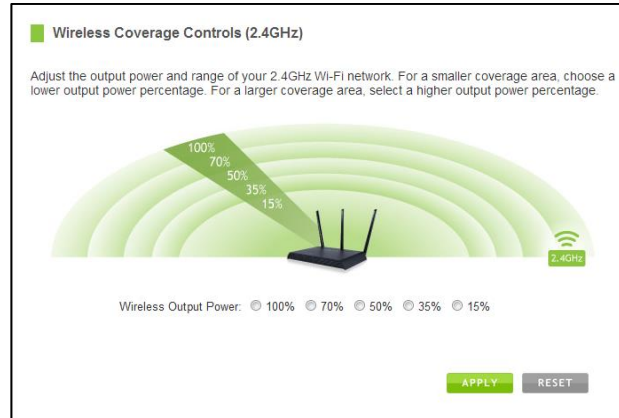 Wireless Coverage Controls (2.4GHz)
Adjust the output power and range of your 2.4GHz Wi-Fi network. For a smaller coverage area, choose a
lower output power percentage. For a larger coverage area, select a higher output power percentage.
100%
70%
50%
35%
15%
2.4GHz
Wireless Output Power: 100% 70% 50% 35% 15%
APPLY RESET